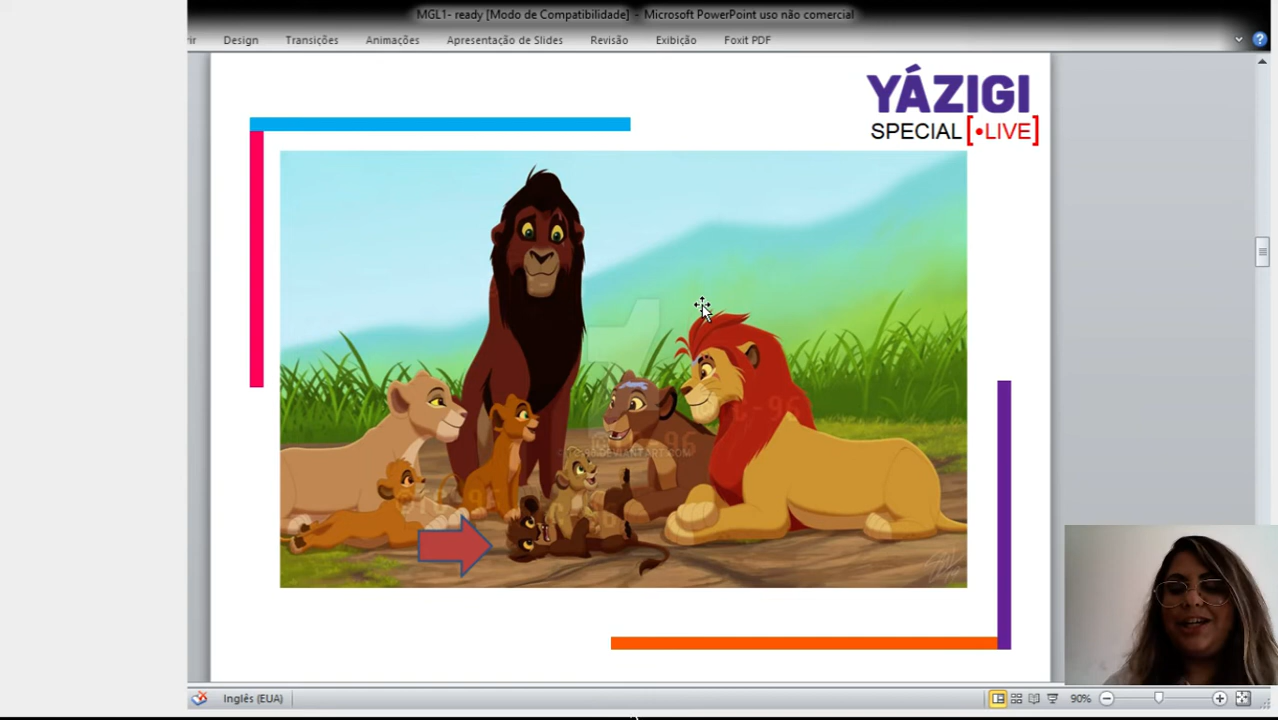 MGL1- ready [Modo de Compatibilidade] - Microsoft PowerPoint uso não comercial
rir Design Transições Animações Apresentação de Slides Revisão Exibição Foxit PDF
YÁZIGI
SPECIAL [•LIVE]
Inglês (EUA)
90%